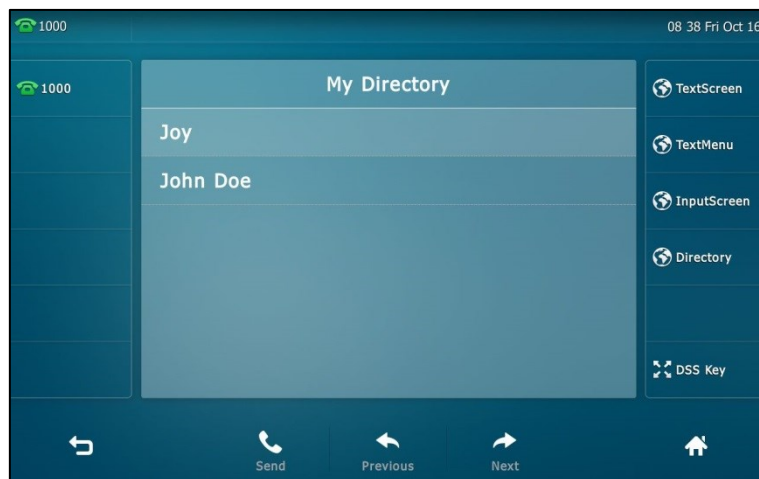 1000
08 38 Fri Oct 16
1000
My Directory
Joy
John Doe
TextScreen
TextMenu
InputScreen
Directory
DSS Key
Send
Previous
Next